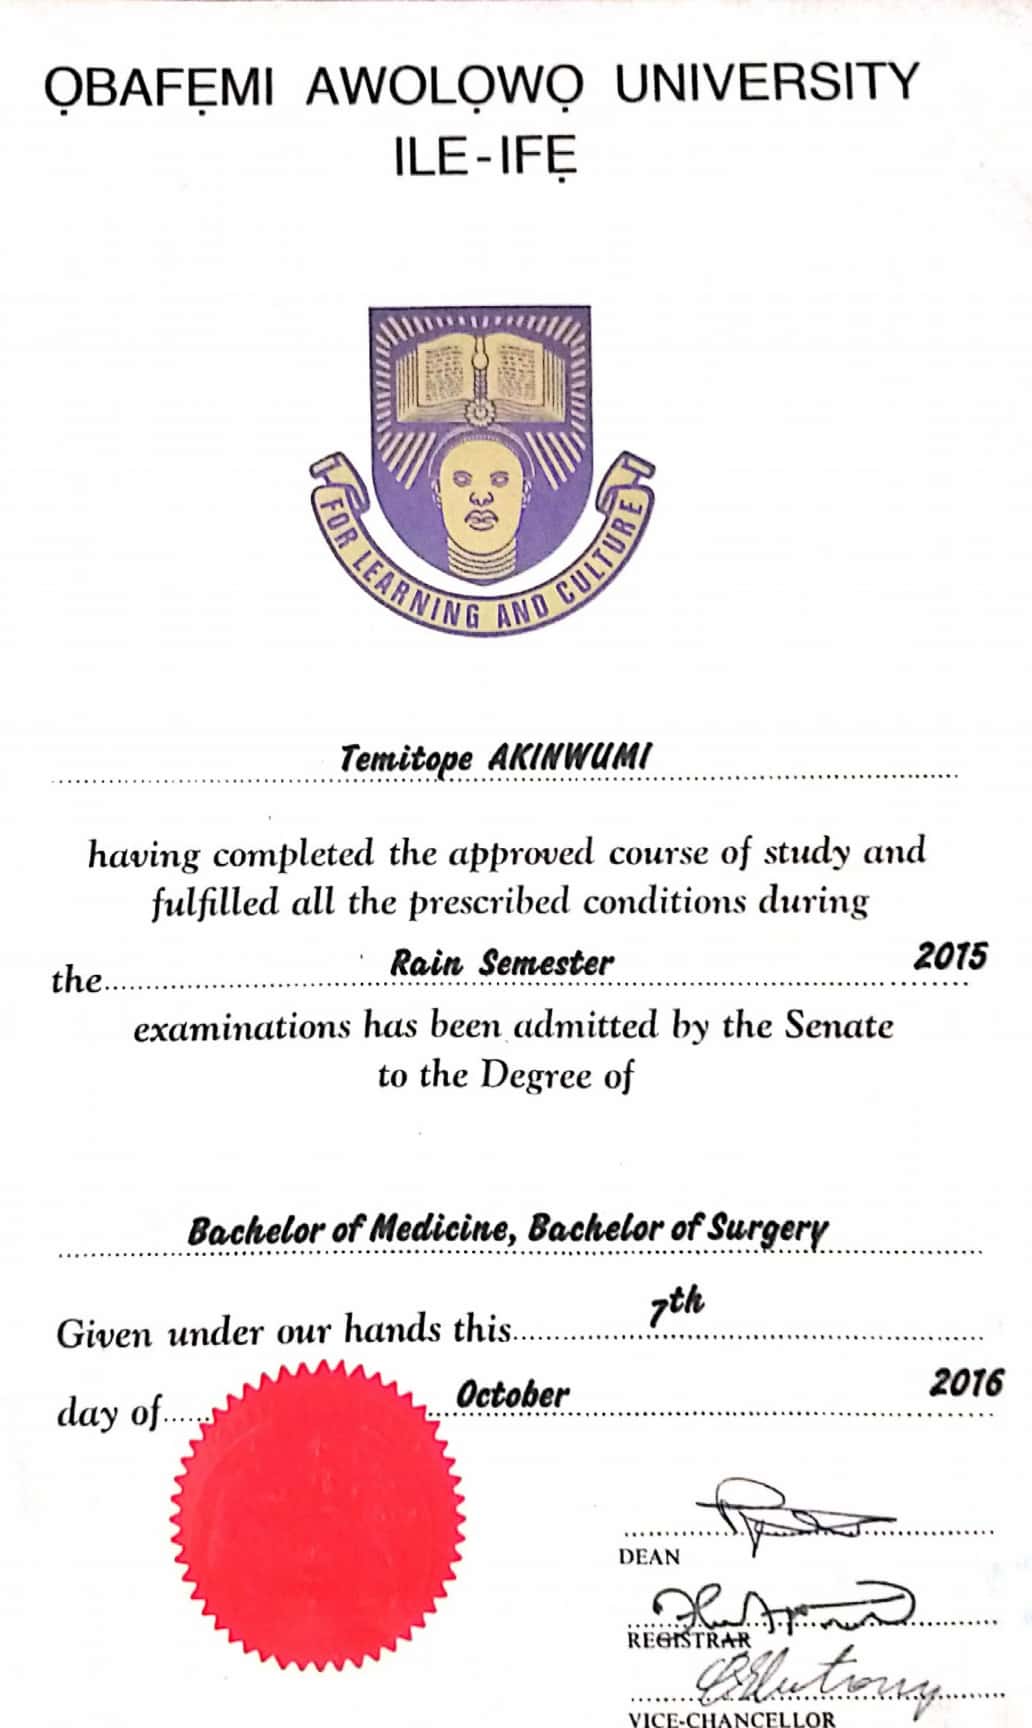 ỌBAFẸMI AWOLỌWỌ UNIVERSITY
ILE-IFẸ
FOR LEARNING AND CULTURE
Temitope AKINWUMI
having completed the approved course of study and
fulfilled all the prescribed conditions during
the Rain Semester 2015
examinations has been admitted by the Senate
to the Degree of
Bachelor of Medicine, Bachelor of Surgery
Given under our hands this 7th
day of October 2016
DEAN
REGISTRAR
VICE-CHANCELLOR